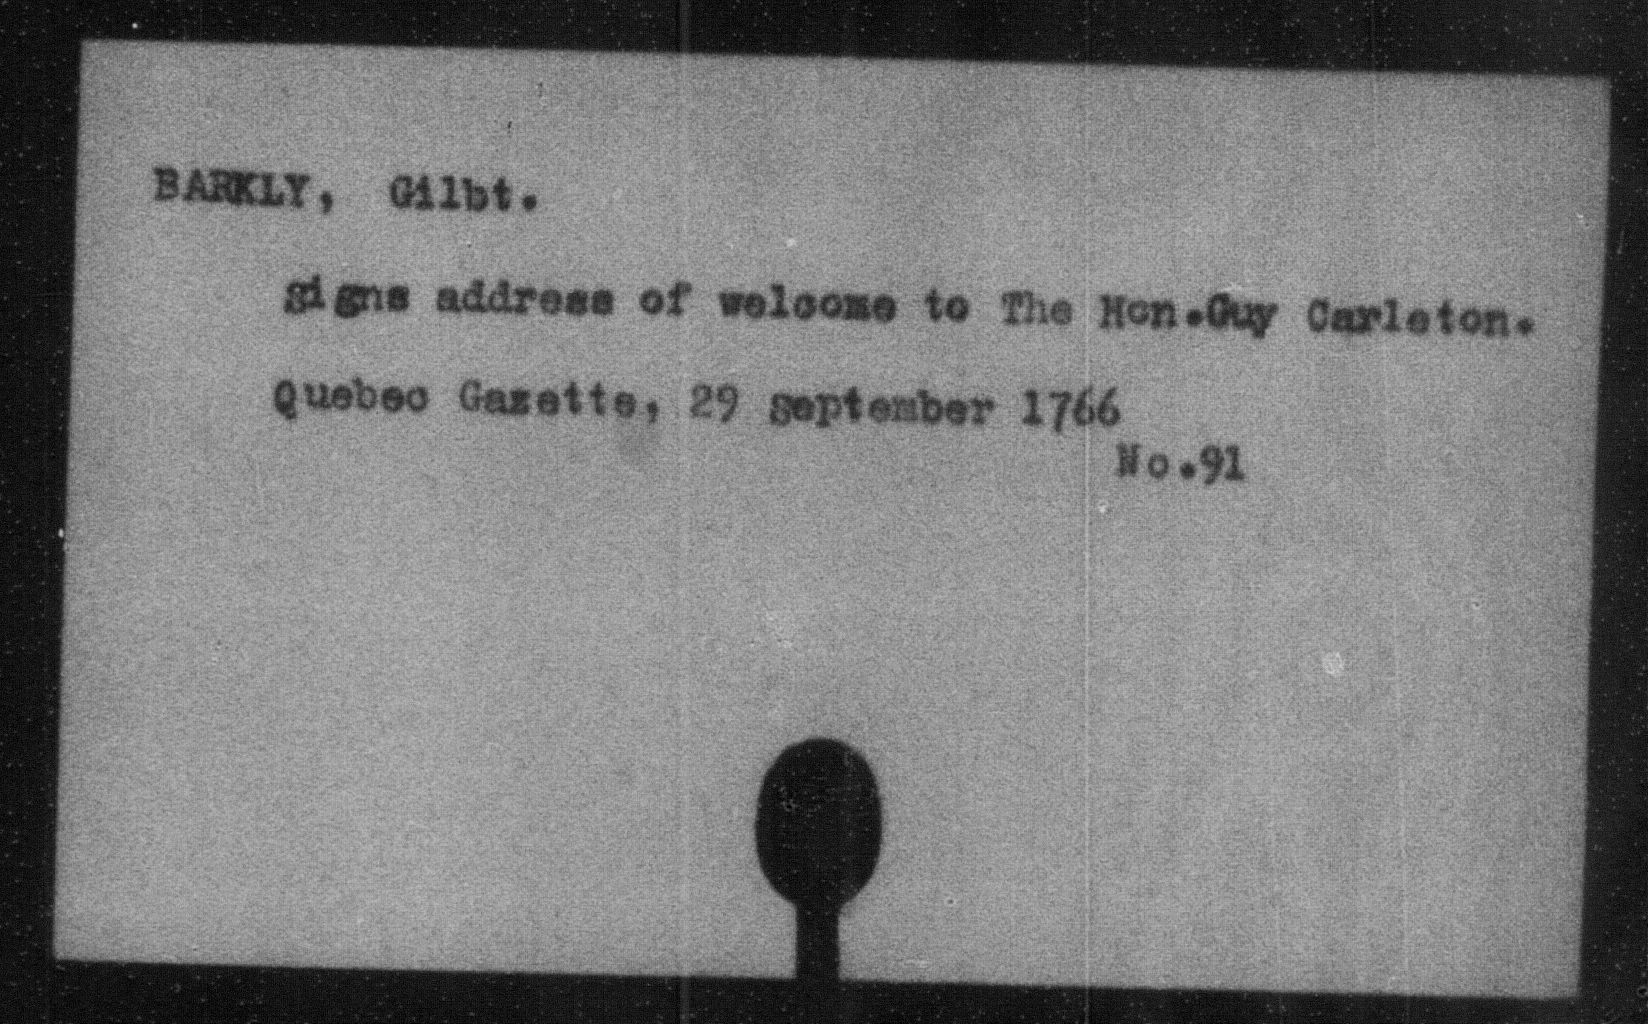 BARKLY, Gilbt.
signs address of welcome to The Hon.Guy Carleton.
Quebec Gazette, 29 september 1766
No.91